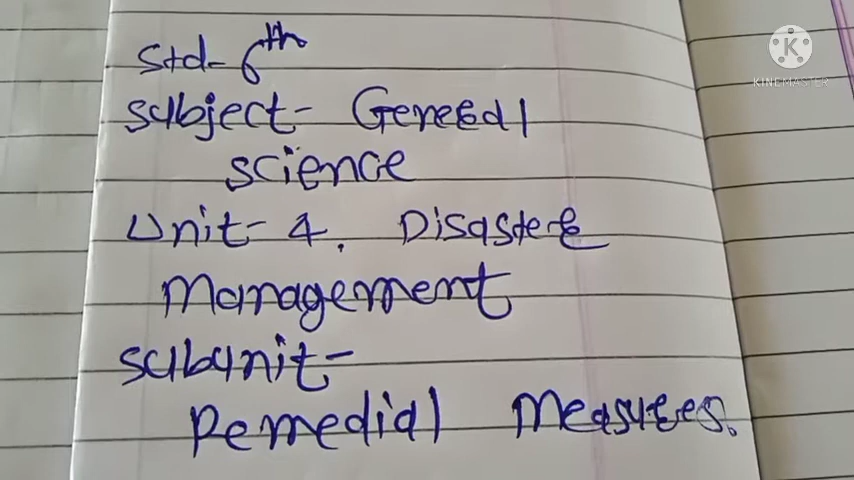 Std- 6th
Subject- General
science
Unit- 4. Disaster
Management
Subunit-
Remedial Measures.
KINEMASTER